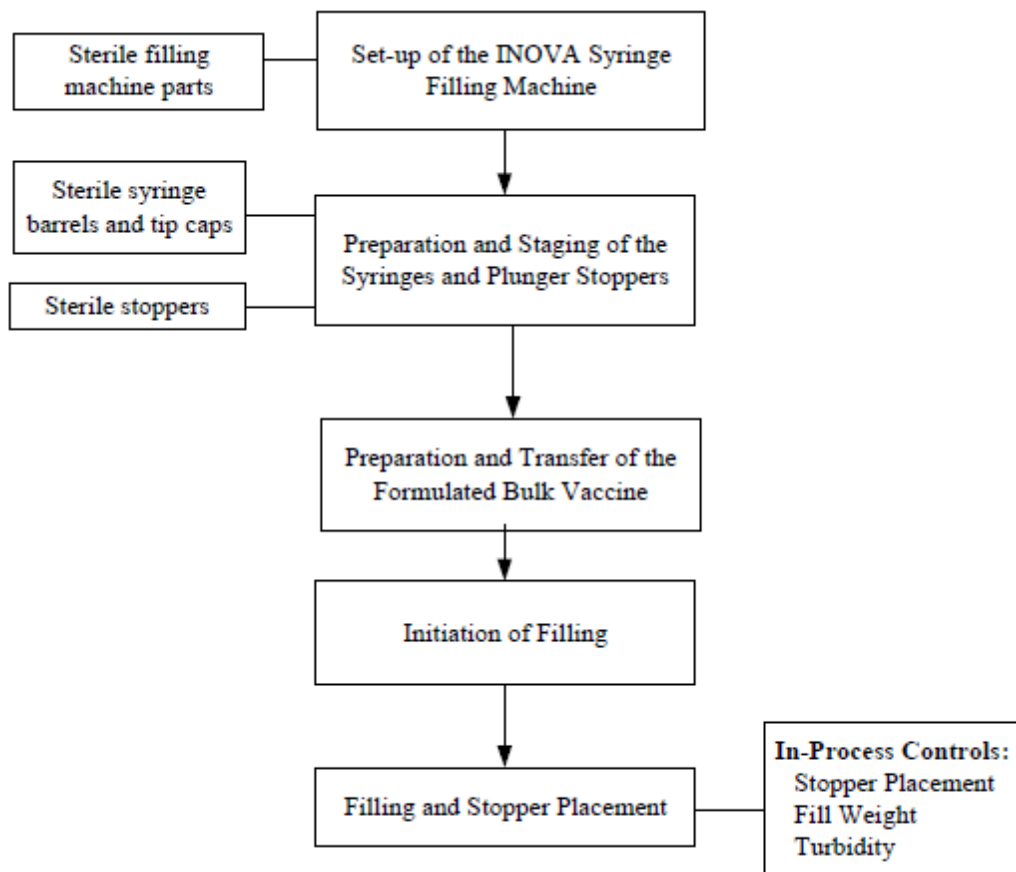 Sterile filling
machine parts
Set-up of the INOVA Syringe
Filling Machine
Sterile syringe
barrels and tip caps
Sterile stoppers
Preparation and Staging of the
Syringes and Plunger Stoppers
Preparation and Transfer of the
Formulated Bulk Vaccine
Initiation of Filling
Filling and Stopper Placement
In-Process Controls:
Stopper Placement
Fill Weight
Turbidity